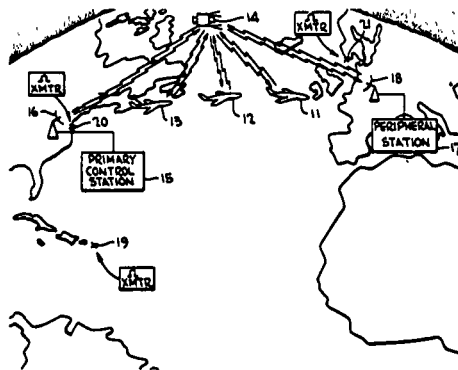 14
21
Ω
XMTR
Ω
XMTR
16
18
20
13
12
11
PRIMARY
CONTROL
STATION
15
PERIPHERAL
STATION
17
19
Ω
XMTR